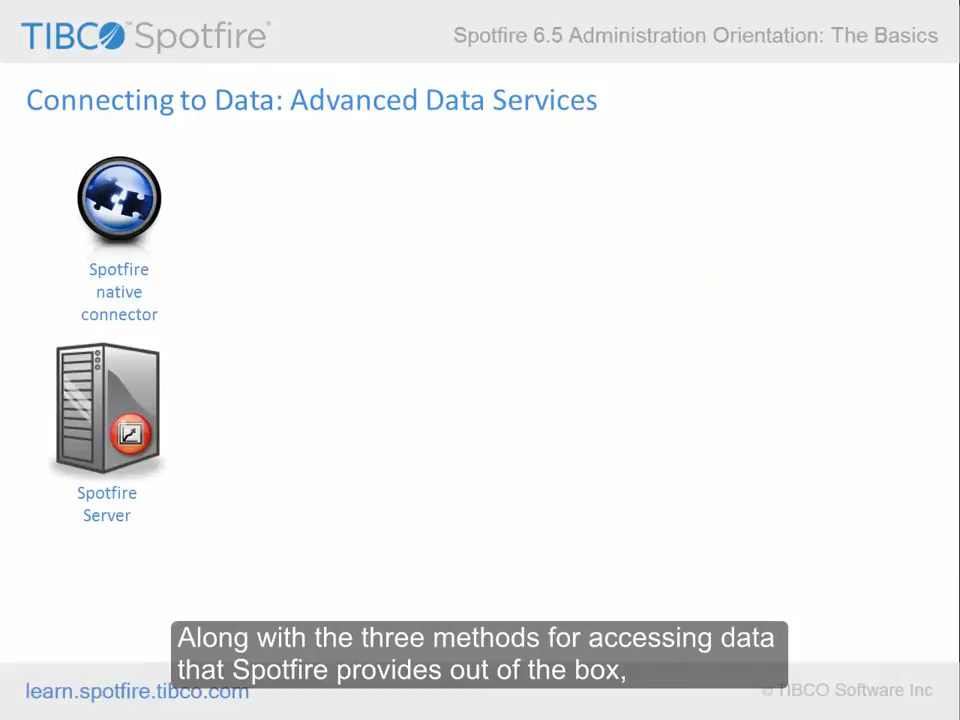 TIBCO™ Spotfire®
Spotfire 6.5 Administration Orientation: The Basics
Connecting to Data: Advanced Data Services
Spotfire
native
connector
Spotfire
Server
Along with the three methods for accessing data
that Spotfire provides out of the box,
learn.spotfire.tibco.com
© TIBCO Software Inc